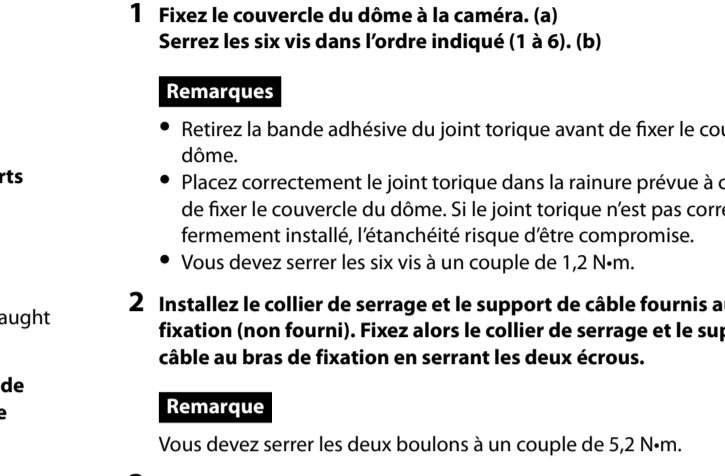 1 Fixez le couvercle du dôme à la caméra. (a)
Serrez les six vis dans l’ordre indiqué (1 à 6). (b)
Remarques
• Retirez la bande adhésive du joint torique avant de fixer le
dôme.
• Placez correctement le joint torique dans la rainure prévue à
de fixer le couvercle du dôme. Si le joint torique n’est pas
fermement installé, l’étanchéité risque d’être compromise.
• Vous devez serrer les six vis à un couple de 1,2 N•m.
2 Installez le collier de serrage et le support de câble fournis
fixation (non fourni). Fixez alors le collier de serrage et le
câble au bras de fixation en serrant les deux écrous.
Remarque
Vous devez serrer les deux boulons à un couple de 5,2 N•m.
rts
aught
de
e